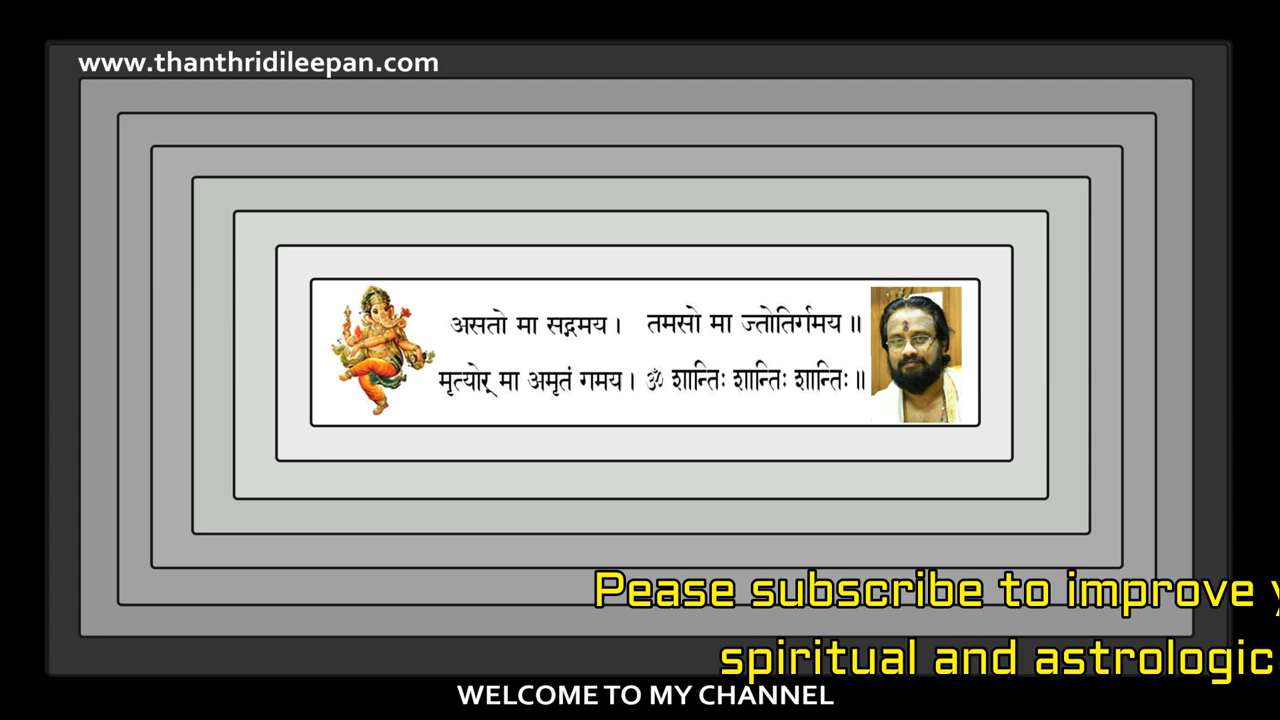 www.thanthridileepan.com
असतो मा सद्गमय। तमसो मा ज्तोतिर्गमय॥
मृत्योर् मा अमृतं गमय। ॐ शान्तिः शान्तिः शान्तिः॥
Pease subscribe to improve
spiritual and astrologic
WELCOME TO MY CHANNEL